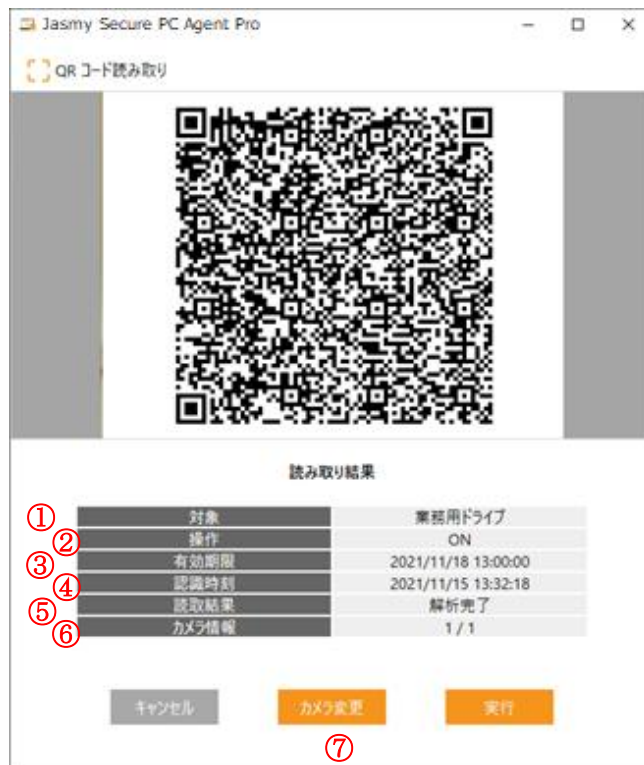 Jasmy Secure PC Agent Pro
QR コード読み取り
読み取り結果
① 対象 業務用ドライブ
② 操作 ON
③ 有効期限 2021/11/18 13:00:00
④ 認識時刻 2021/11/15 13:32:18
⑤ 読取結果 解析完了
⑥ カメラ情報 1 / 1
キャンセル カメラ変更 実行
⑦